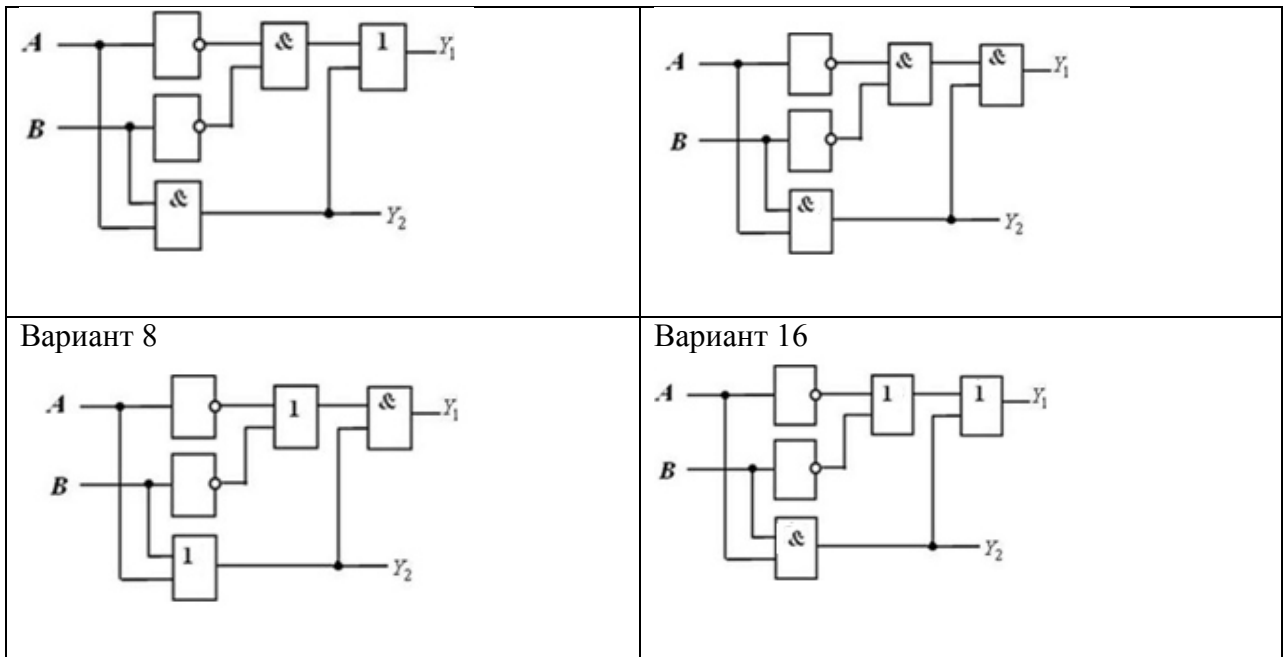 A & 1 Y₁
B
& Y₂
A & & Y₁
B
& Y₂
Вариант 8
A 1 & Y₁
B
1 Y₂
Вариант 16
A 1 1 Y₁
B
& Y₂